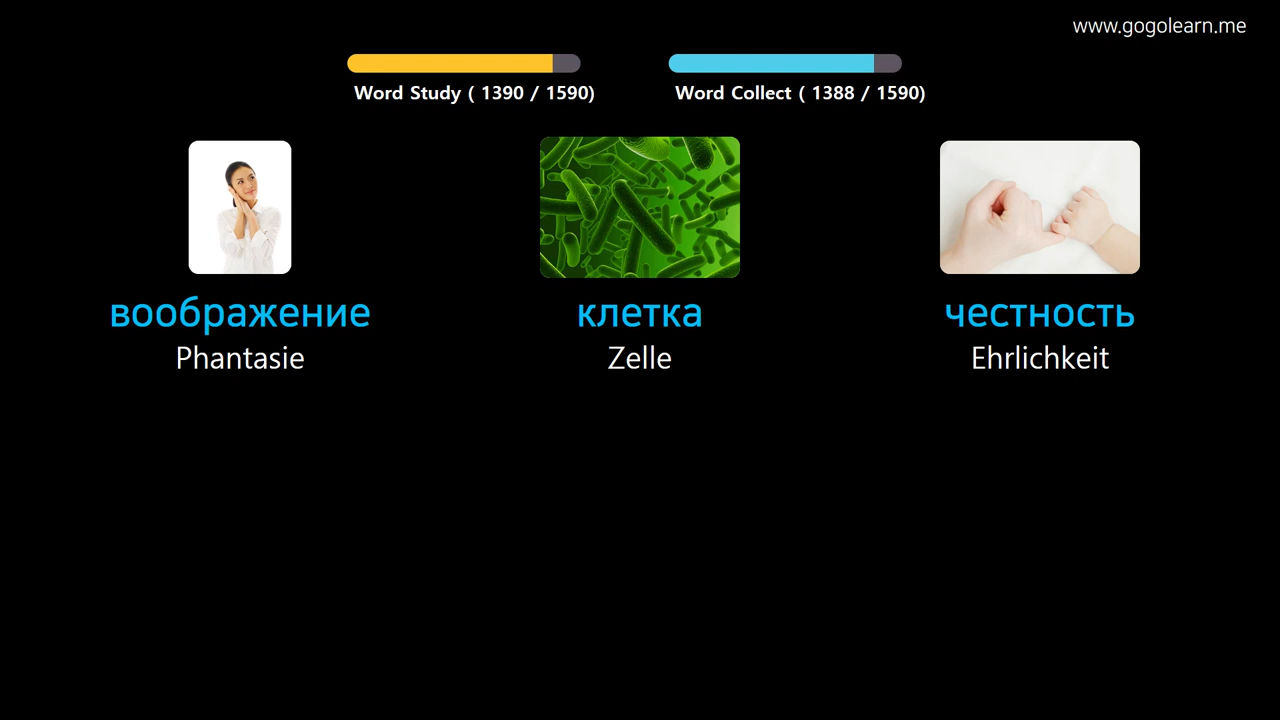 www.gogolearn.me
Word Study ( 1390 / 1590)
Word Collect ( 1388 / 1590)
воображение
Phantasie
клетка
Zelle
честность
Ehrlichkeit